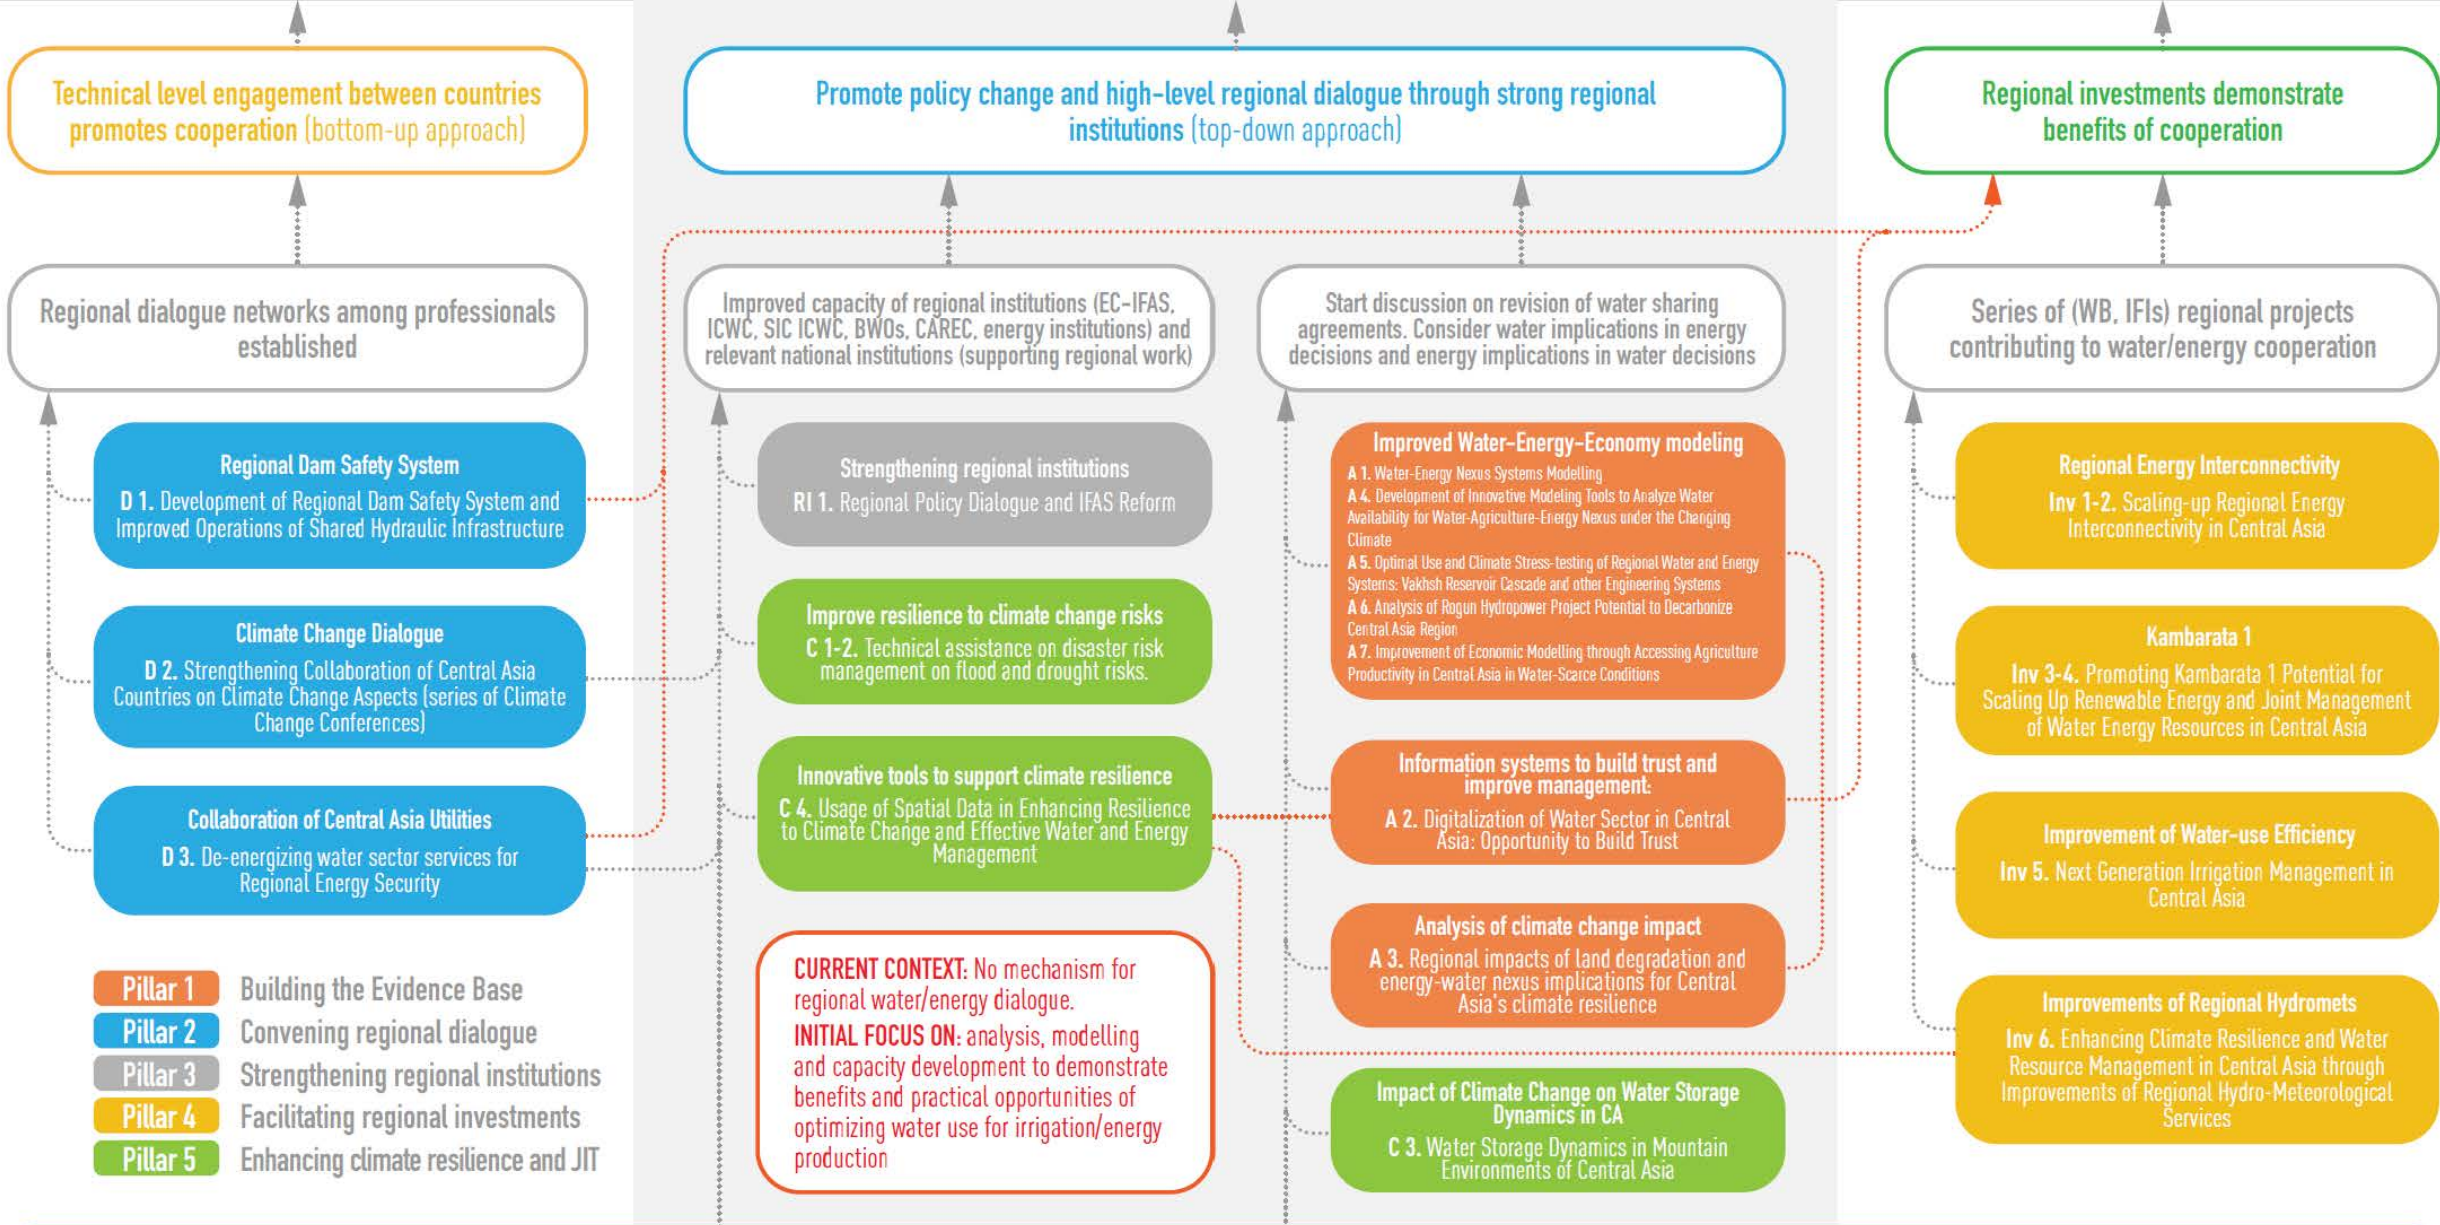 Technical level engagement between countries
promotes cooperation (bottom-up approach)
Promote policy change and high-level regional dialogue through strong regional
institutions (top-down approach)
Regional investments demonstrate
benefits of cooperation
Regional dialogue networks among professionals
established
Improved capacity of regional institutions (EC-IFAS,
ICWC, SIC ICWC, BWOs, CAREC, energy institutions) and
relevant national institutions (supporting regional work)
Start discussion on revision of water sharing
agreements. Consider water implications in energy
decisions and energy implications in water decisions
Series of (WB, IFIs) regional projects
contributing to water/energy cooperation
Regional Dam Safety System
D 1. Development of Regional Dam Safety System and
Improved Operations of Shared Hydraulic Infrastructure
Climate Change Dialogue
D 2. Strengthening Collaboration of Central Asia
Countries on Climate Change Aspects (series of Climate
Change Conferences)
Collaboration of Central Asia Utilities
D 3. De-energizing water sector services for
Regional Energy Security
Strengthening regional institutions
RI 1. Regional Policy Dialogue and IFAS Reform
Improve resilience to climate change risks
C 1-2. Technical assistance on disaster risk
management on flood and drought risks.
Innovative tools to support climate resilience
C 4. Usage of Spatial Data in Enhancing Resilience
to Climate Change and Effective Water and Energy
Management
CURRENT CONTEXT: No mechanism for
regional water/energy dialogue.
INITIAL FOCUS ON: analysis, modelling
and capacity development to demonstrate
benefits and practical opportunities of
optimizing water use for irrigation/energy
production
Improved Water-Energy-Economy modeling
A 1. Water-Energy Nexus Systems Modelling
A 4. Development of Innovative Modeling Tools to Analyze Water
Availability for Water-Agriculture-Energy Nexus under the Changing
Climate
A 5. Optimal Use and Climate Stress-testing of Regional Water and Energy
Systems: Vakhsh Reservoir Cascade and other Engineering Systems
A 6. Analysis of Rogun Hydropower Project Potential to Decarbonize
Central Asia Region
A 7. Improvement of Economic Modelling through Accessing Agriculture
Productivity in Central Asia in Water-Scarce Conditions
Information systems to build trust and
improve management:
A 2. Digitalization of Water Sector in Central
Asia: Opportunity to Build Trust
Analysis of climate change impact
A 3. Regional impacts of land degradation and
energy-water nexus implications for Central
Asia's climate resilience
Impact of Climate Change on Water Storage
Dynamics in CA
C 3. Water Storage Dynamics in Mountain
Environments of Central Asia
Regional Energy Interconnectivity
Inv 1-2. Scaling-up Regional Energy
Interconnectivity in Central Asia
Kambarata 1
Inv 3-4. Promoting Kambarata 1 Potential for
Scaling Up Renewable Energy and Joint Management
of Water Energy Resources in Central Asia
Improvement of Water-use Efficiency
Inv 5. Next Generation Irrigation Management in
Central Asia
Improvements of Regional Hydromets
Inv 6. Enhancing Climate Resilience and Water
Resource Management in Central Asia through
Improvements of Regional Hydro-Meteorological
Services
Pillar 1 Building the Evidence Base
Pillar 2 Convening regional dialogue
Pillar 3 Strengthening regional institutions
Pillar 4 Facilitating regional investments
Pillar 5 Enhancing climate resilience and JIT